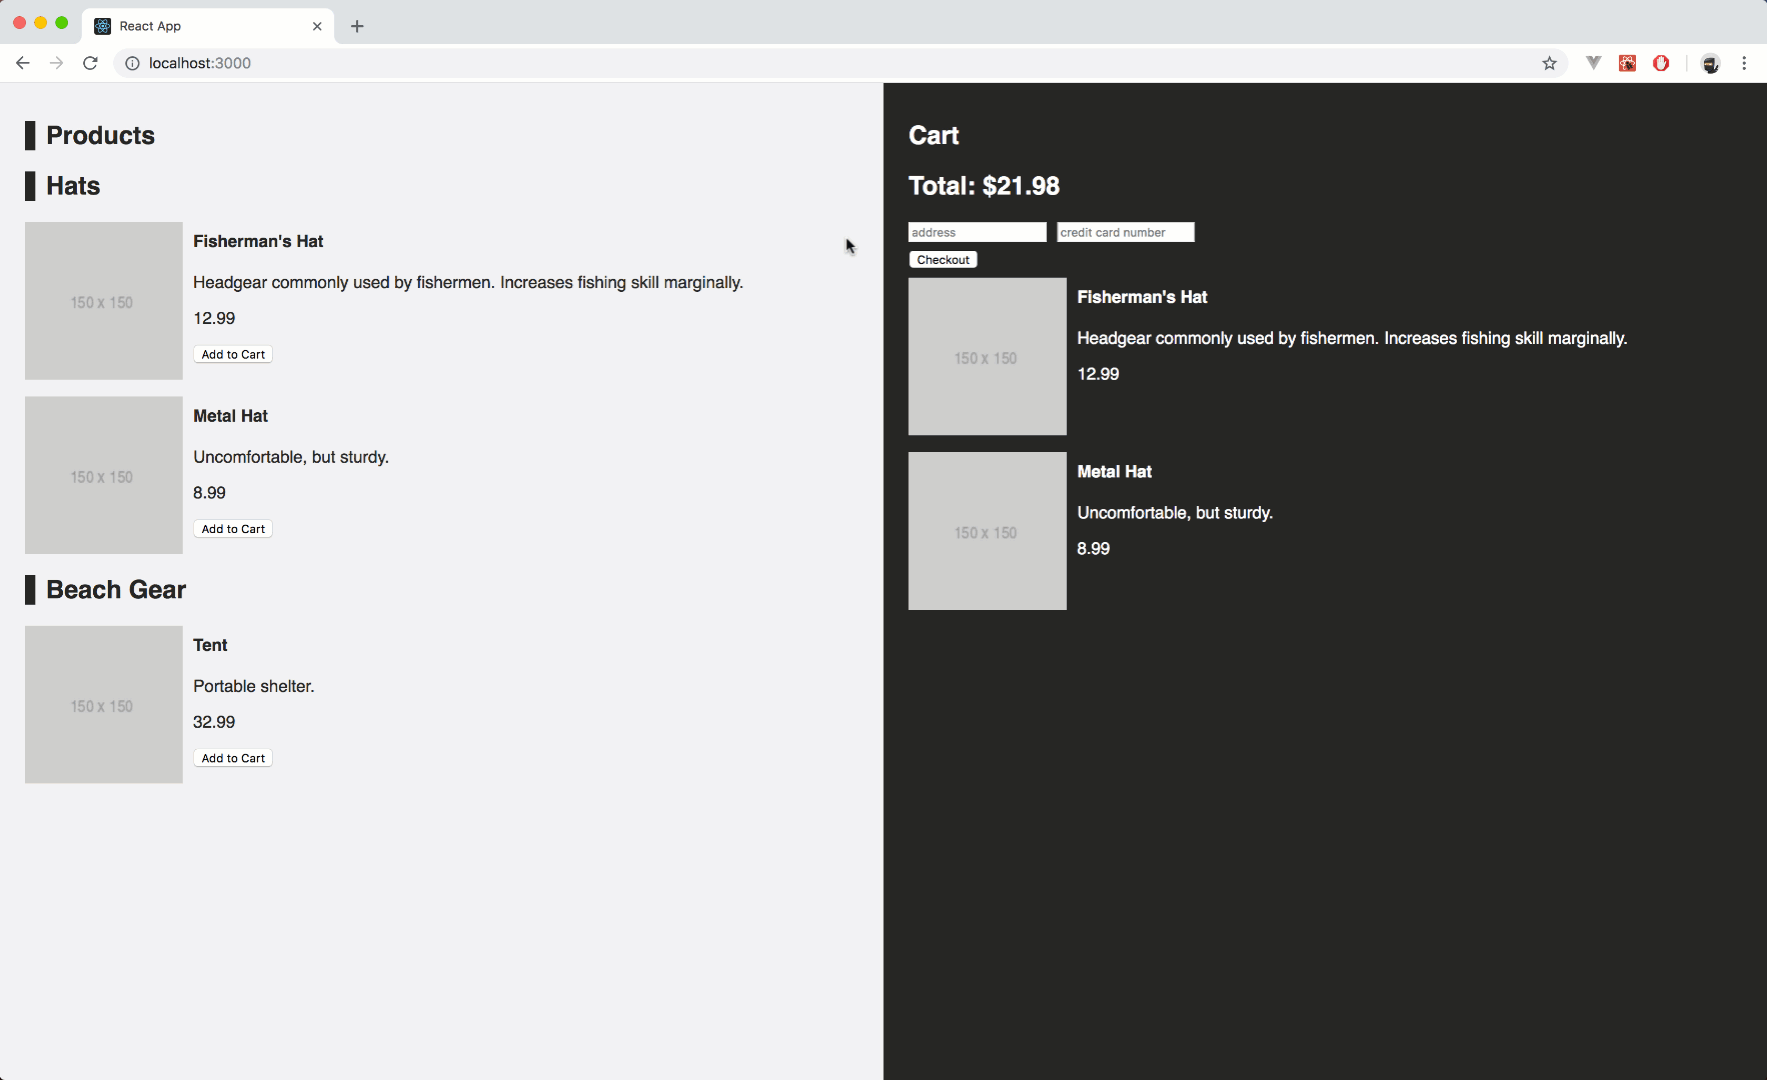 React App
localhost:3000
Products
Hats
150 x 150
Fisherman's Hat
Headgear commonly used by fishermen. Increases fishing skill marginally.
12.99
Add to Cart
150 x 150
Metal Hat
Uncomfortable, but sturdy.
8.99
Add to Cart
Beach Gear
150 x 150
Tent
Portable shelter.
32.99
Add to Cart
Cart
Total: $21.98
address
credit card number
Checkout
150 x 150
Fisherman's Hat
Headgear commonly used by fishermen. Increases fishing skill marginally.
12.99
150 x 150
Metal Hat
Uncomfortable, but sturdy.
8.99